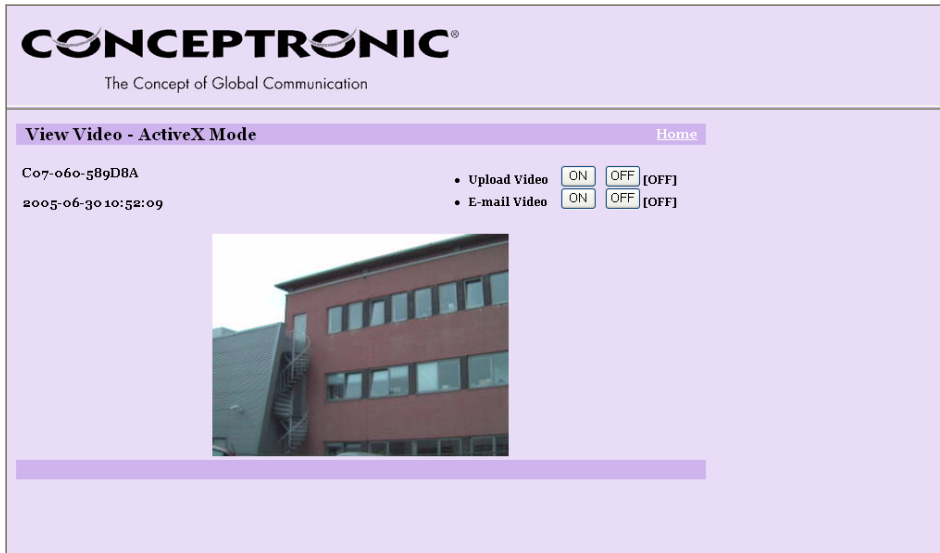 CONCEPTRONIC®
The Concept of Global Communication
View Video - ActiveX Mode Home
C07-060-589D8A
2005-06-30 10:52:09
• Upload Video ON OFF [OFF]
• E-mail Video ON OFF [OFF]